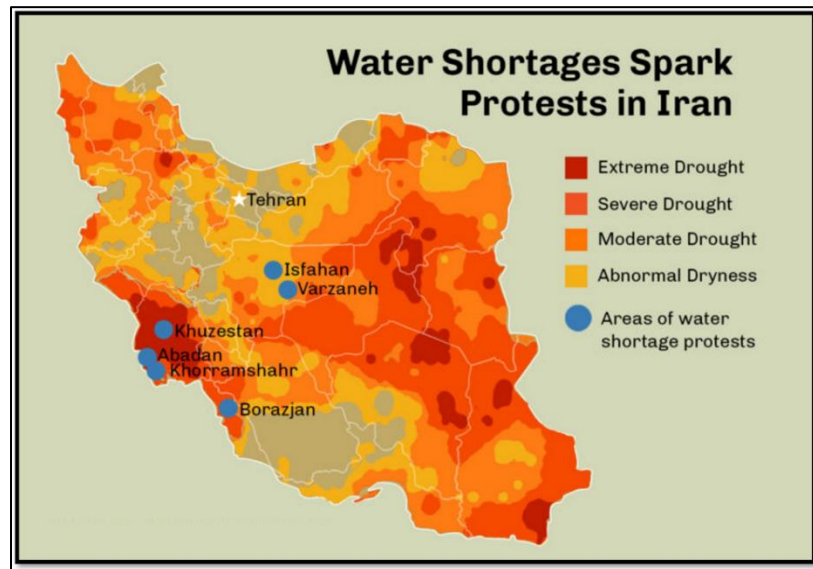 Water Shortages Spark
Protests in Iran
Extreme Drought
Severe Drought
Moderate Drought
Abnormal Dryness
Areas of water
shortage protests
Tehran
Isfahan
Varzaneh
Khuzestan
Abadan
Khorramshahr
Borazjan